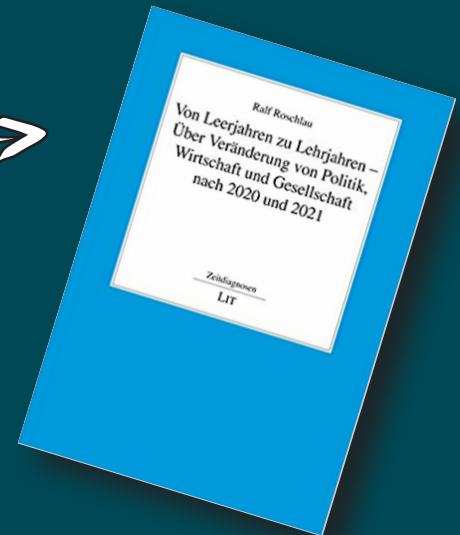 Ralf Roschlau
Von Leerjahren zu Lehrjahren –
Über Veränderung von Politik,
Wirtschaft und Gesellschaft
nach 2020 und 2021
Zeitdiagnosen
LIT